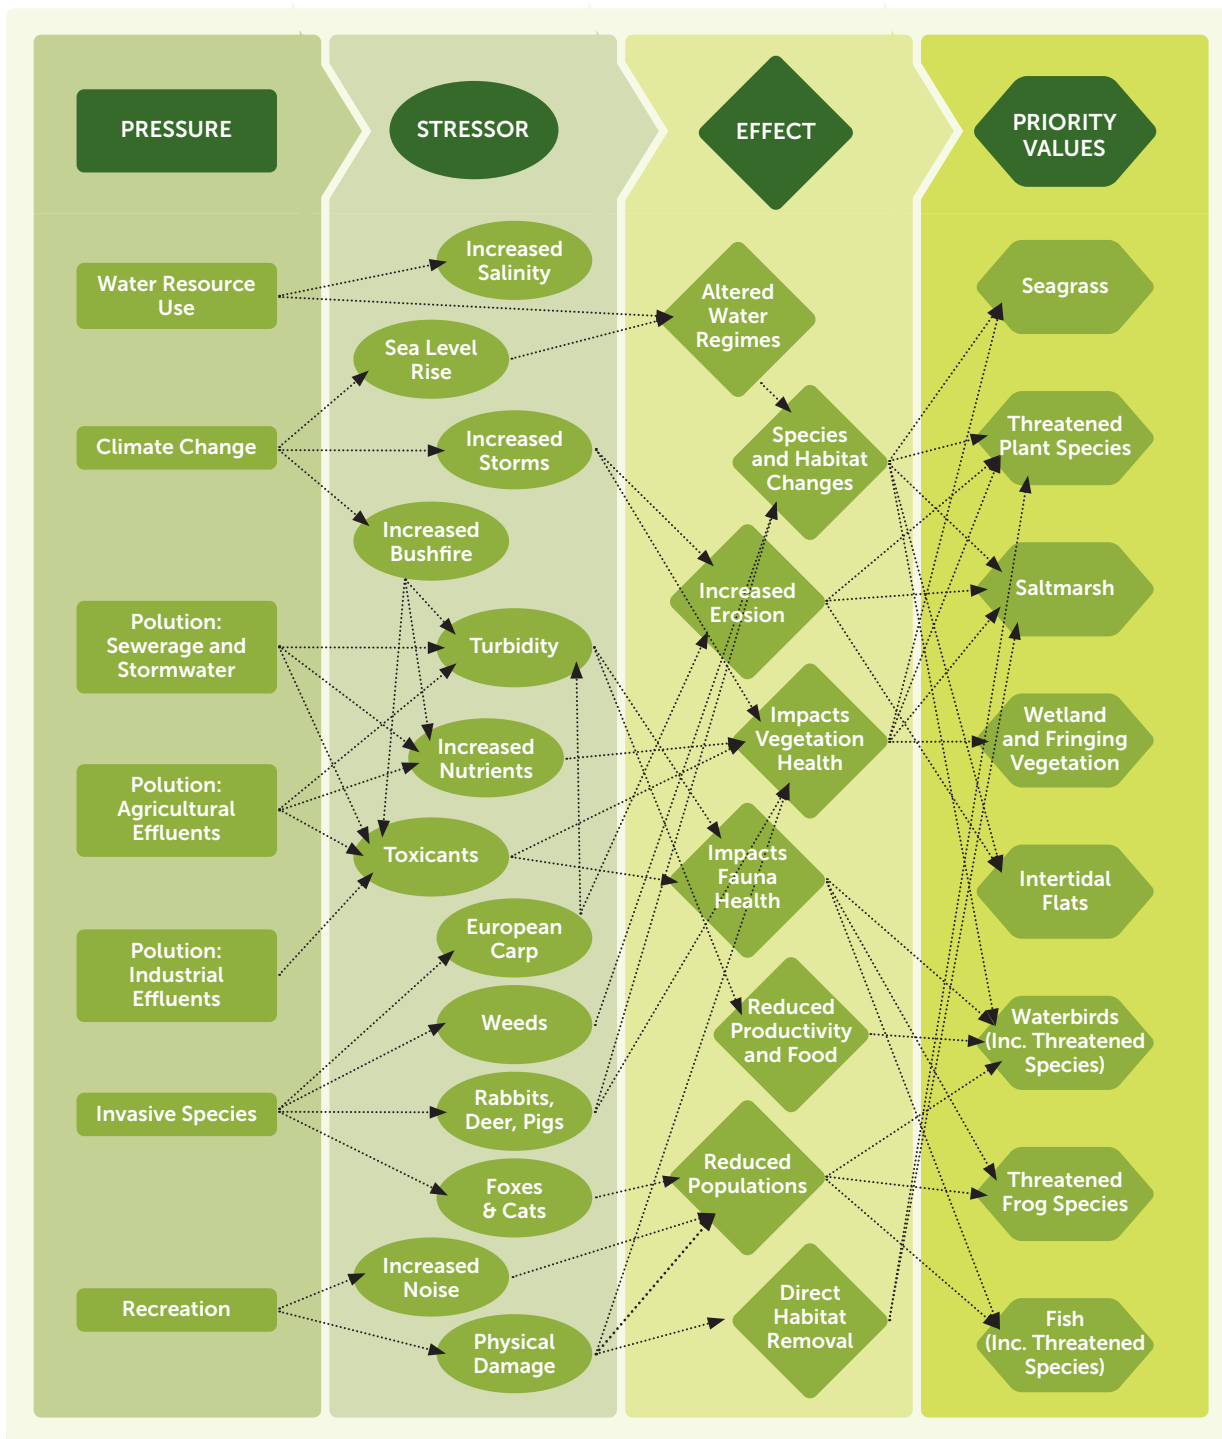 PRESSURE
STRESSOR
EFFECT
PRIORITY
VALUES
Water Resource
Use
Climate Change
Polution:
Sewerage and
Stormwater
Polution:
Agricultural
Effluents
Polution:
Industrial
Effluents
Invasive Species
Recreation
Increased
Salinity
Sea Level
Rise
Increased
Storms
Increased
Bushfire
Turbidity
Increased
Nutrients
Toxicants
European
Carp
Weeds
Rabbits,
Deer, Pigs
Foxes
& Cats
Increased
Noise
Physical
Damage
Altered
Water
Regimes
Species
and Habitat
Changes
Increased
Erosion
Impacts
Vegetation
Health
Impacts
Fauna
Health
Reduced
Productivity
and Food
Reduced
Populations
Direct
Habitat
Removal
Seagrass
Threatened
Plant Species
Saltmarsh
Wetland
and Fringing
Vegetation
Intertidal
Flats
Waterbirds
(Inc. Threatened
Species)
Threatened
Frog Species
Fish
(Inc. Threatened
Species)